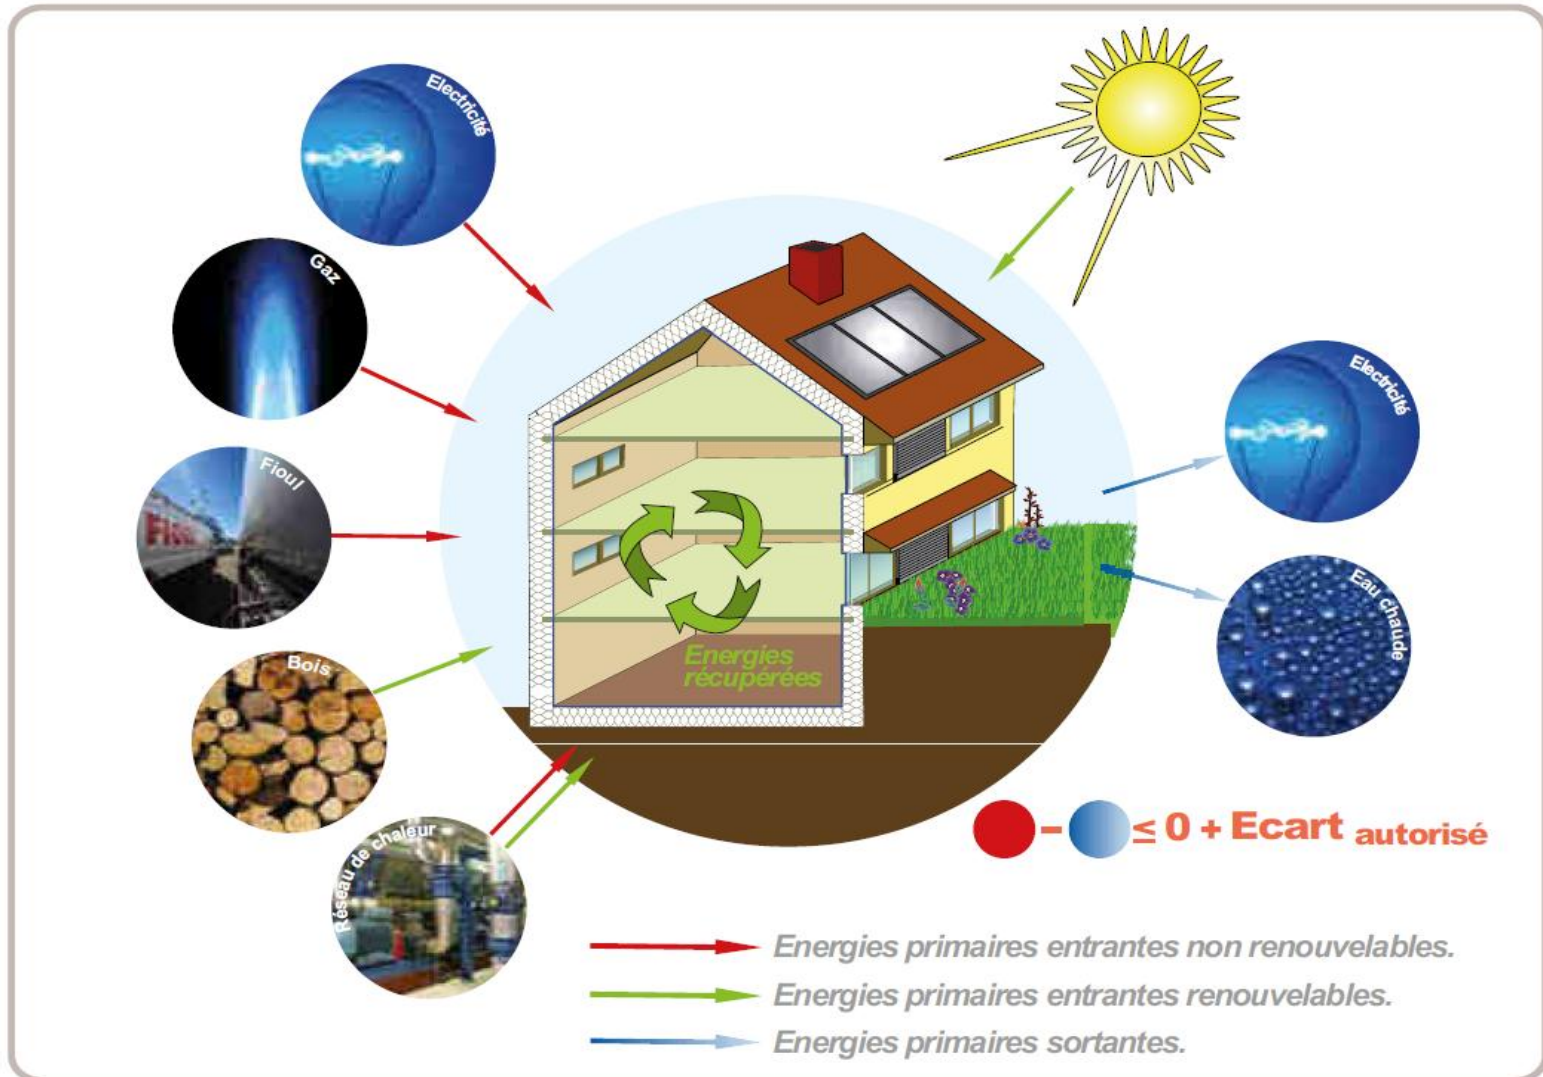 Electricité
Gaz
Fioul
Bois
Réseau de chaleur
Energies
récupérées
Electricité
Eau chaude
- ≤ 0 + Ecart autorisé
Energies primaires entrantes non renouvelables.
Energies primaires entrantes renouvelables.
Energies primaires sortantes.